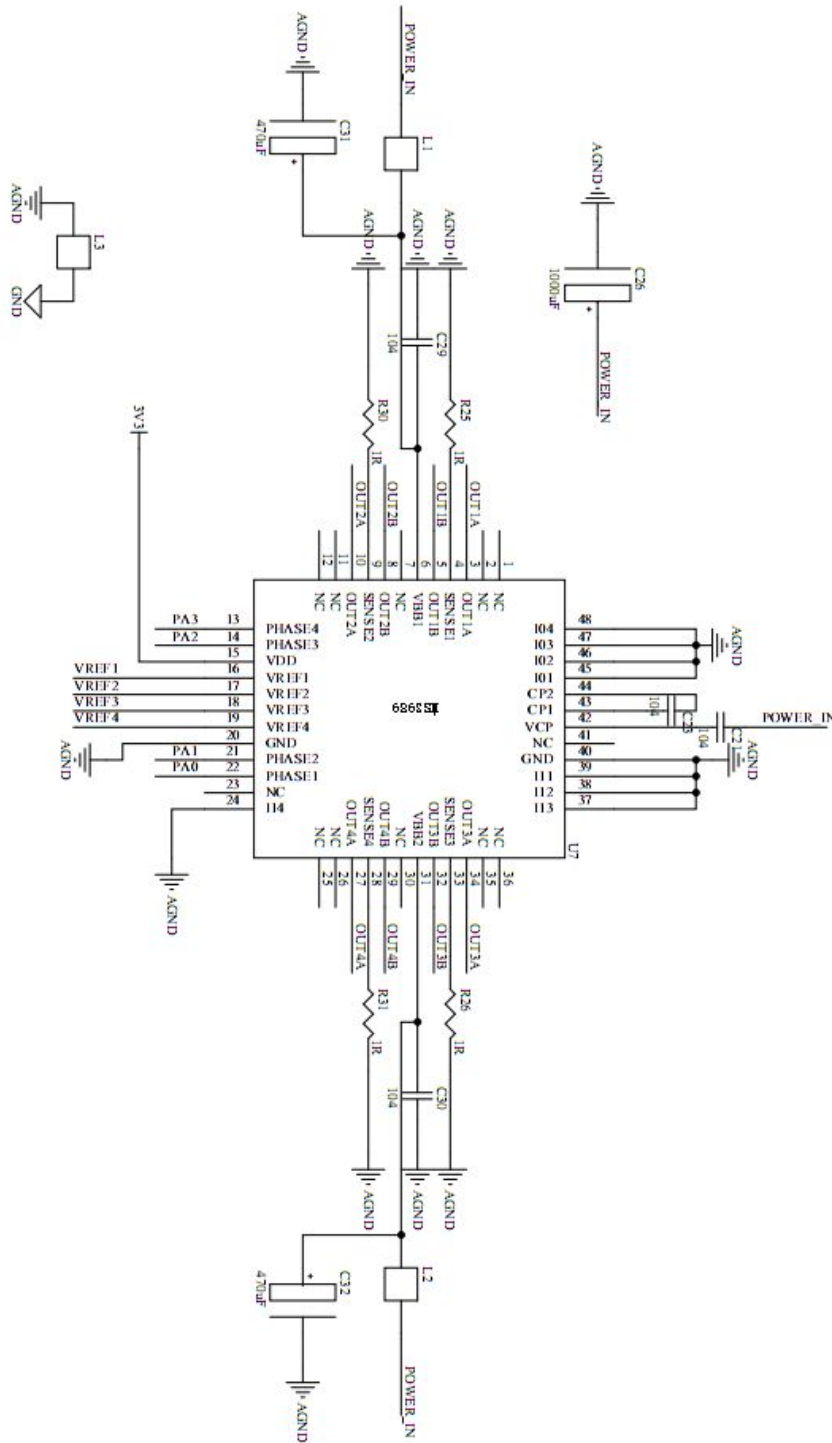 POWER_IN
AGND
C31
470uF
L1
AGND
C26
1000uF
POWER_IN
AGND
L3
GND
AGND
AGND
AGND
C29
104
R30
1R
R25
1R
3V3
OUT2A
OUT2B
OUT1B
OUT1A
12
11
10
9
8
7
6
5
4
3
2
1
NC
NC
OUT2A
SENSE2
OUT2B
NC
VBB1
OUT1B
SENSE1
OUT1A
NC
NC
PA3 13 PHASE4
PA2 14 PHASE3
15 VDD
VREF1 16 VREF1
VREF2 17 VREF2
VREF3 18 VREF3
VREF4 19 VREF4
20 GND
PA1 21 PHASE2
PA0 22 PHASE1
23 NC
24 I14
AGND
AGND
I04 48
I03 47
I02 46
I01 45
CP2 44
CP1 43
VCP 42
NC 41
GND 40
I11 39
I12 38
I13 37
AGND
104
C23
104
C21
POWER_IN
AGND
U7
NC
NC
OUT4A
SENSE4
OUT4B
NC
VBB2
OUT3B
SENSE3
OUT3A
NC
NC
25
26
27
28
29
30
31
32
33
34
35
36
OUT4A
OUT4B
OUT3B
OUT3A
R31
1R
R26
1R
104
C30
AGND
AGND
AGND
C32
470uF
L2
AGND
POWER_IN